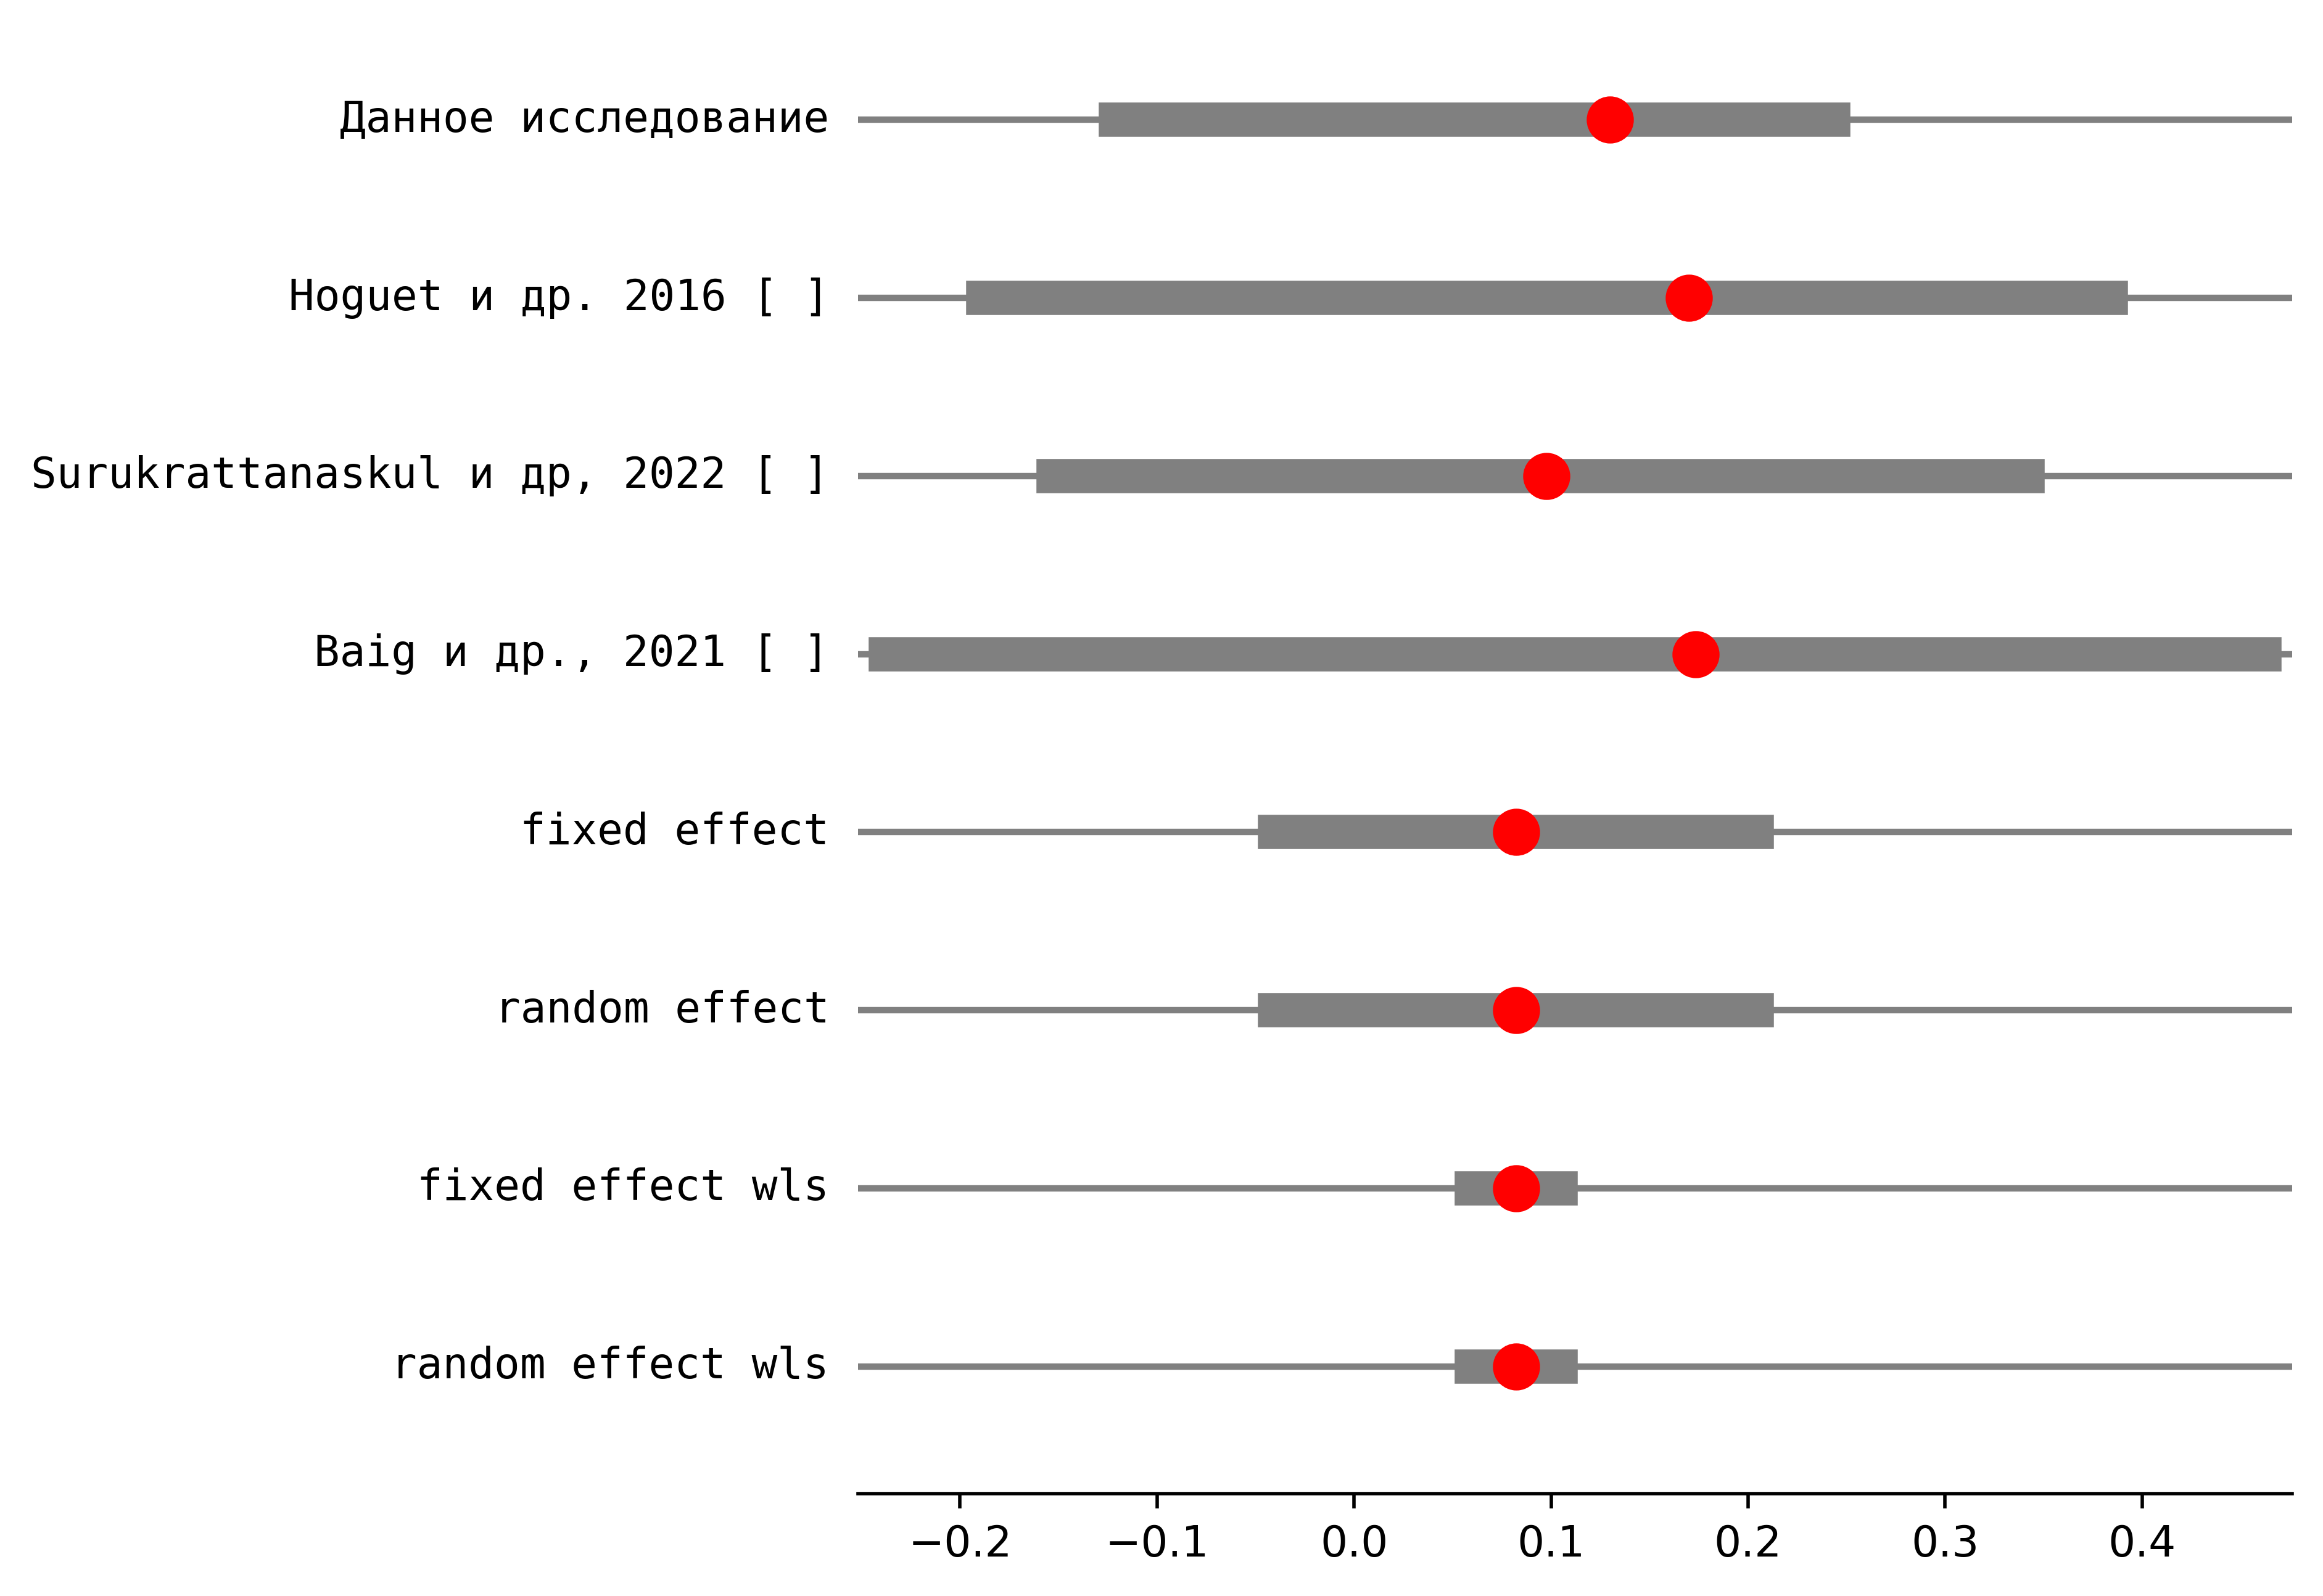 Данное исследование
Hoguet и др. 2016 [ ]
Surukrattanaskul и др, 2022 [ ]
Baig и др., 2021 [ ]
fixed effect
random effect
fixed effect wls
random effect wls
−0.2 −0.1 0.0 0.1 0.2 0.3 0.4